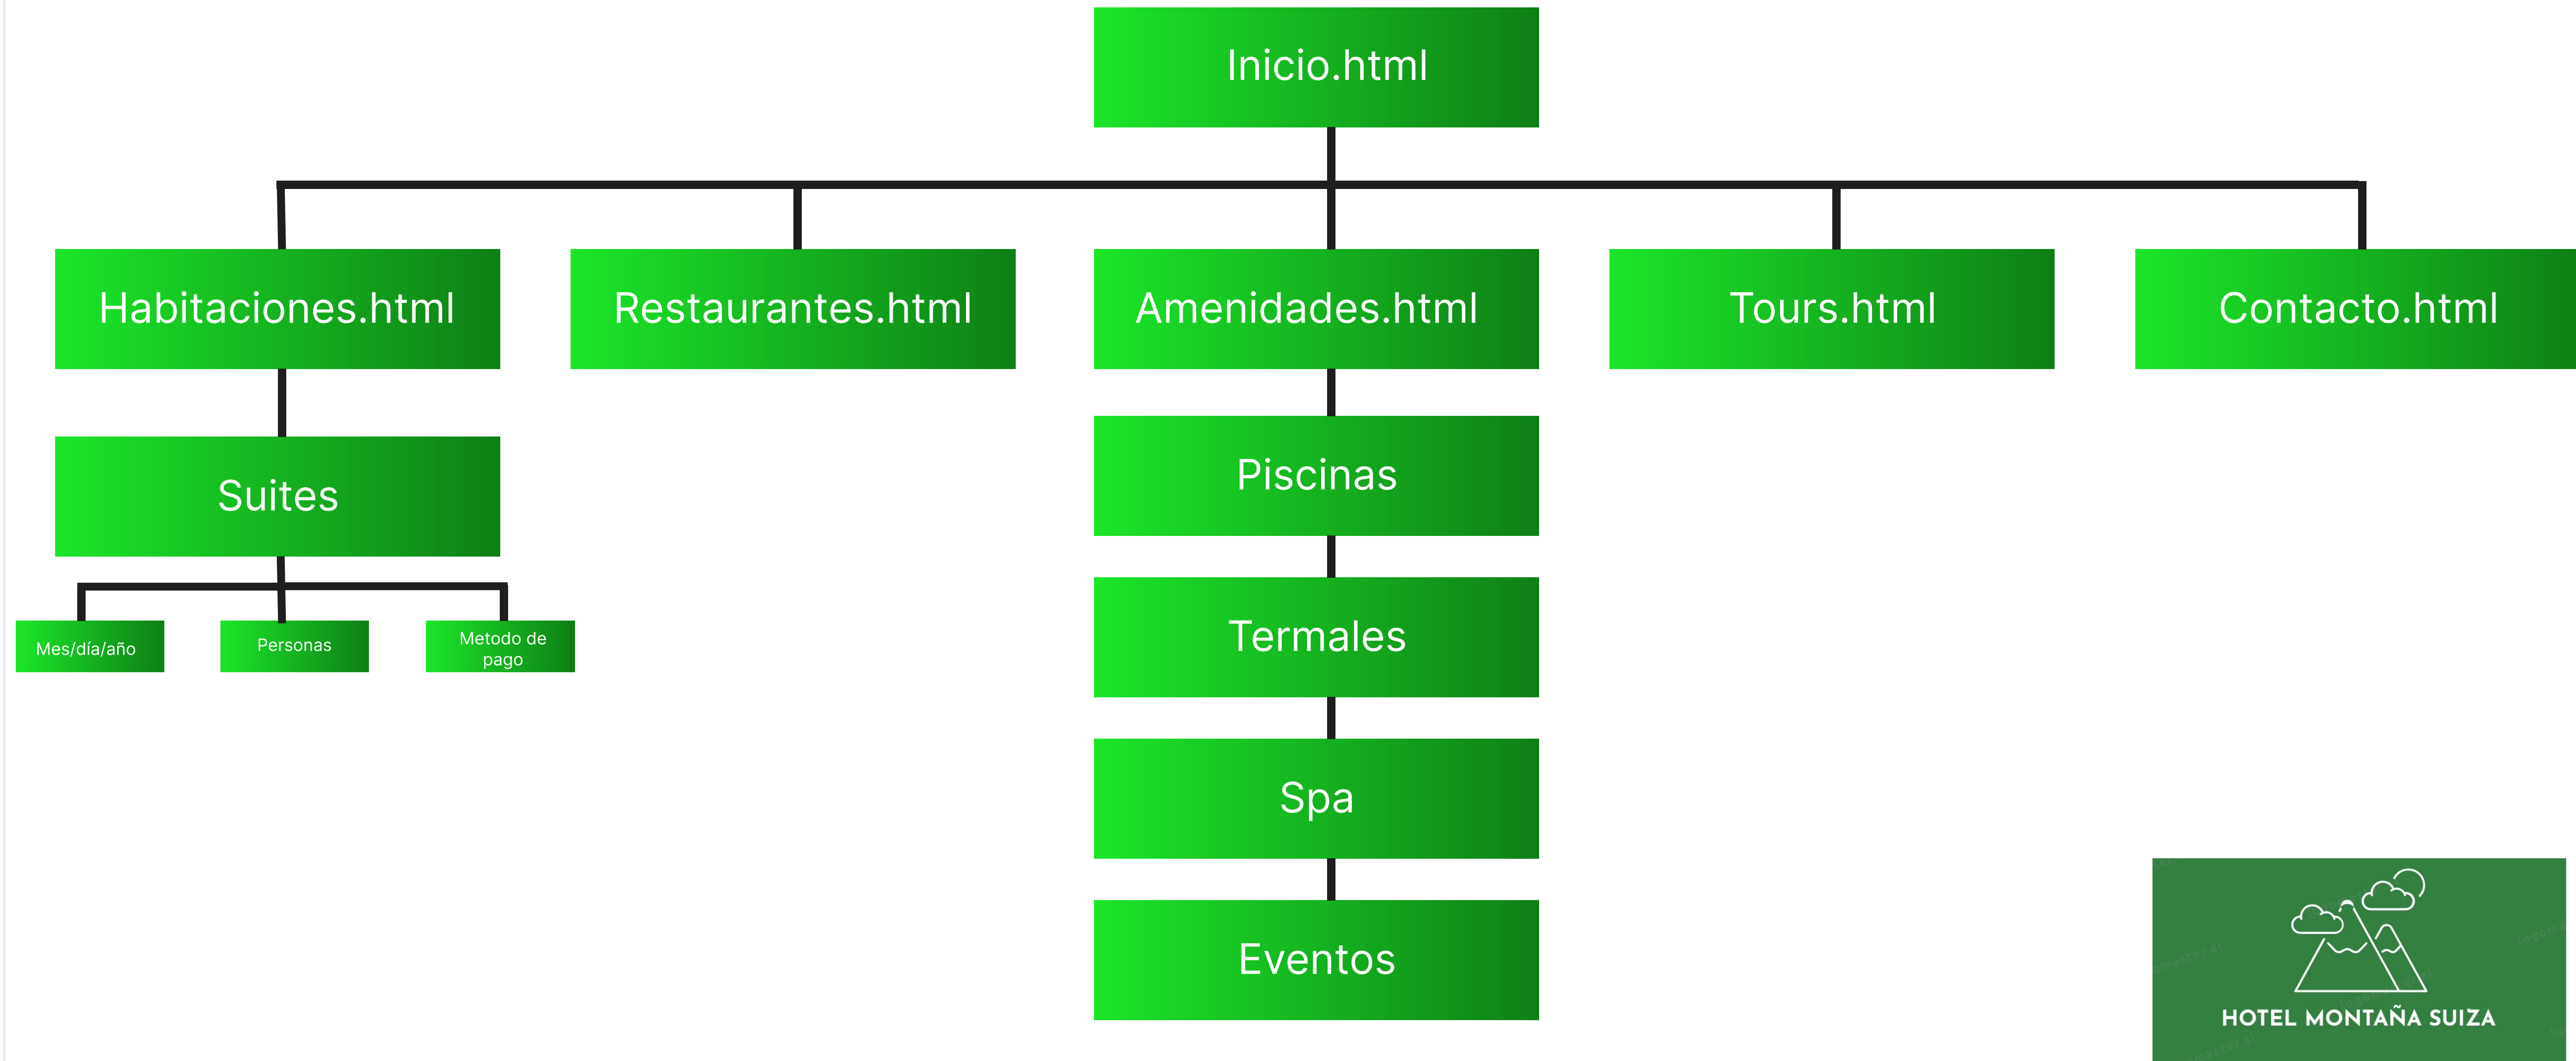 Inicio.html
Habitaciones.html
Restaurantes.html
Amenidades.html
Tours.html
Contacto.html
Suites
Mes/día/año
Personas
Metodo de
pago
Piscinas
Termales
Spa
Eventos
HOTEL MONTAÑA SUIZA